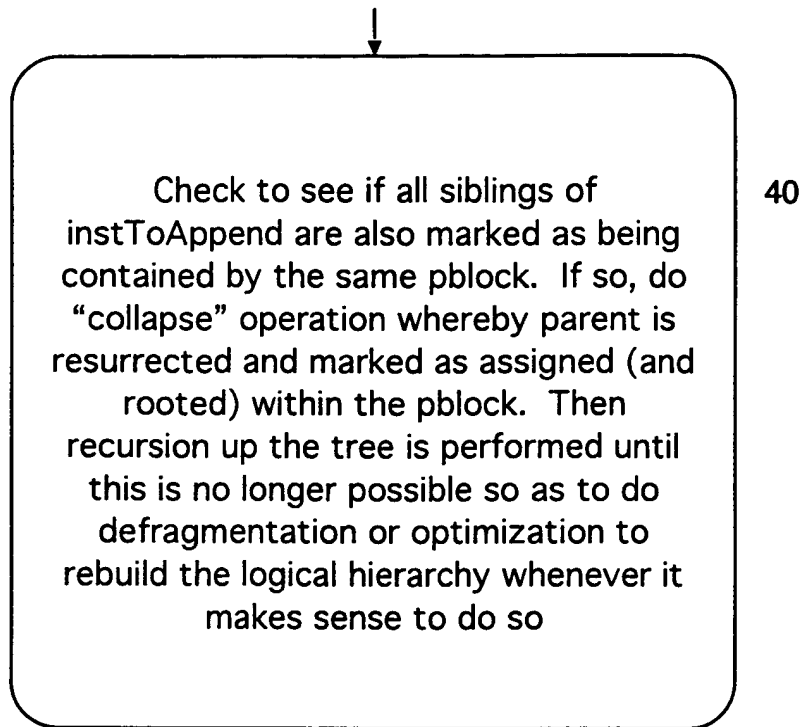 Check to see if all siblings of
40
instToAppend are also marked as being
contained by the same pblock.  If so, do
“collapse” operation whereby parent is
resurrected and marked as assigned (and
rooted) within the pblock.  Then
recursion up the tree is performed until
this is no longer possible so as to do
defragmentation or optimization to
rebuild the logical hierarchy whenever it
makes sense to do so